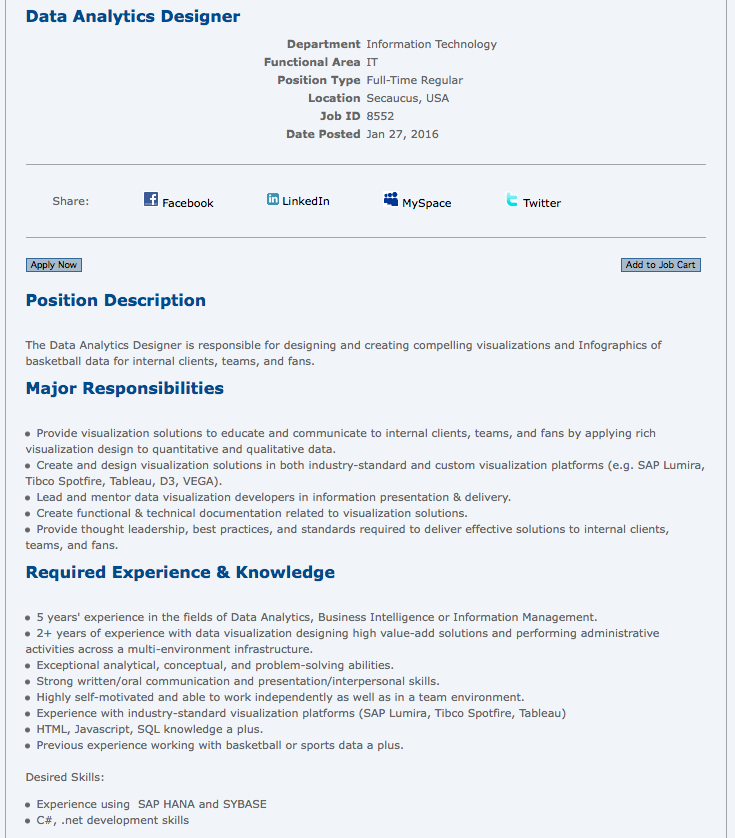 Data Analytics Designer
Department Information Technology
Functional Area IT
Position Type Full-Time Regular
Location Secaucus, USA
Job ID 8552
Date Posted Jan 27, 2016
Share: Facebook LinkedIn MySpace Twitter
Apply Now Add to Job Cart
Position Description
The Data Analytics Designer is responsible for designing and creating compelling visualizations and Infographics of
basketball data for internal clients, teams, and fans.
Major Responsibilities
• Provide visualization solutions to educate and communicate to internal clients, teams, and fans by applying rich
visualization design to quantitative and qualitative data.
• Create and design visualization solutions in both industry-standard and custom visualization platforms (e.g. SAP Lumira,
Tibco Spotfire, Tableau, D3, VEGA).
• Lead and mentor data visualization developers in information presentation & delivery.
• Create functional & technical documentation related to visualization solutions.
• Provide thought leadership, best practices, and standards required to deliver effective solutions to internal clients,
teams, and fans.
Required Experience & Knowledge
• 5 years' experience in the fields of Data Analytics, Business Intelligence or Information Management.
• 2+ years of experience with data visualization designing high value-add solutions and performing administrative
activities across a multi-environment infrastructure.
• Exceptional analytical, conceptual, and problem-solving abilities.
• Strong written/oral communication and presentation/interpersonal skills.
• Highly self-motivated and able to work independently as well as in a team environment.
• Experience with industry-standard visualization platforms (SAP Lumira, Tibco Spotfire, Tableau)
• HTML, Javascript, SQL knowledge a plus.
• Previous experience working with basketball or sports data a plus.
Desired Skills:
• Experience using SAP HANA and SYBASE
• C#, .net development skills